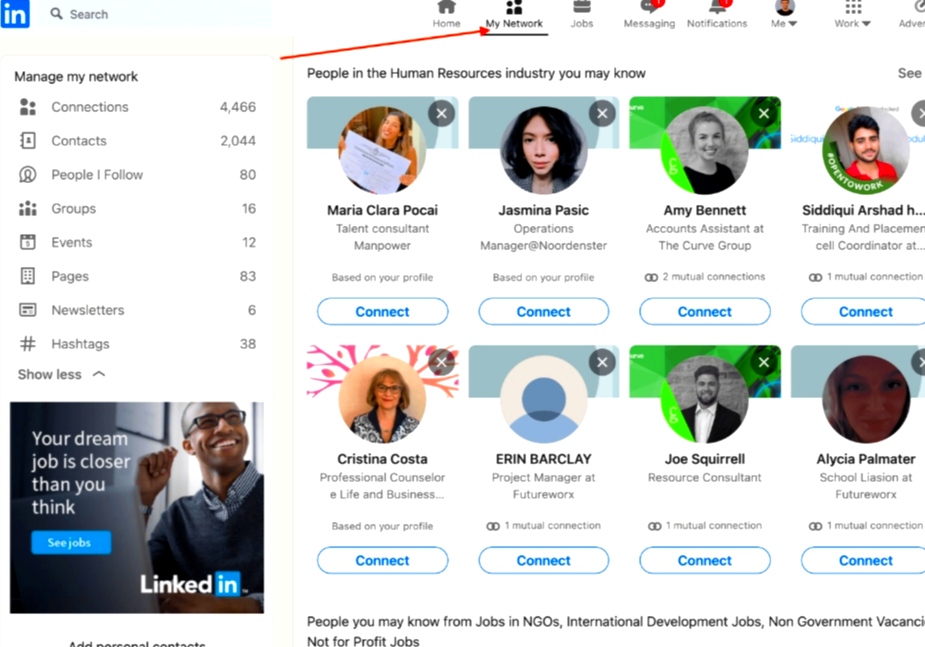 in Search
Home My Network Jobs Messaging Notifications Me Work
Manage my network
Connections 4,466
Contacts 2,044
People I Follow 80
Groups 16
Events 12
Pages 83
Newsletters 6
Hashtags 38
Show less
Your dream
job is closer
than you
think
See jobs
Linked in
Add personal contacts
People in the Human Resources industry you may know
See
Maria Clara Pocai
Talent consultant
Manpower
Based on your profile
Connect
Jasmina Pasic
Operations
Manager@Noordenster
Based on your profile
Connect
Amy Bennett
Accounts Assistant at
The Curve Group
2 mutual connections
Connect
#OPENTOWORK
Siddiqui Arshad h...
Training And Placemen
cell Coordinator at...
1 mutual connection
Connect
Cristina Costa
Professional Counselor
e Life and Business...
Based on your profile
Connect
ERIN BARCLAY
Project Manager at
Futureworx
1 mutual connection
Connect
Joe Squirrell
Resource Consultant
1 mutual connection
Connect
Alycia Palmater
School Liasion at
Futureworx
1 mutual connection
Connect
People you may know from Jobs in NGOs, International Development Jobs, Non Government Vacanci
Not for Profit Jobs